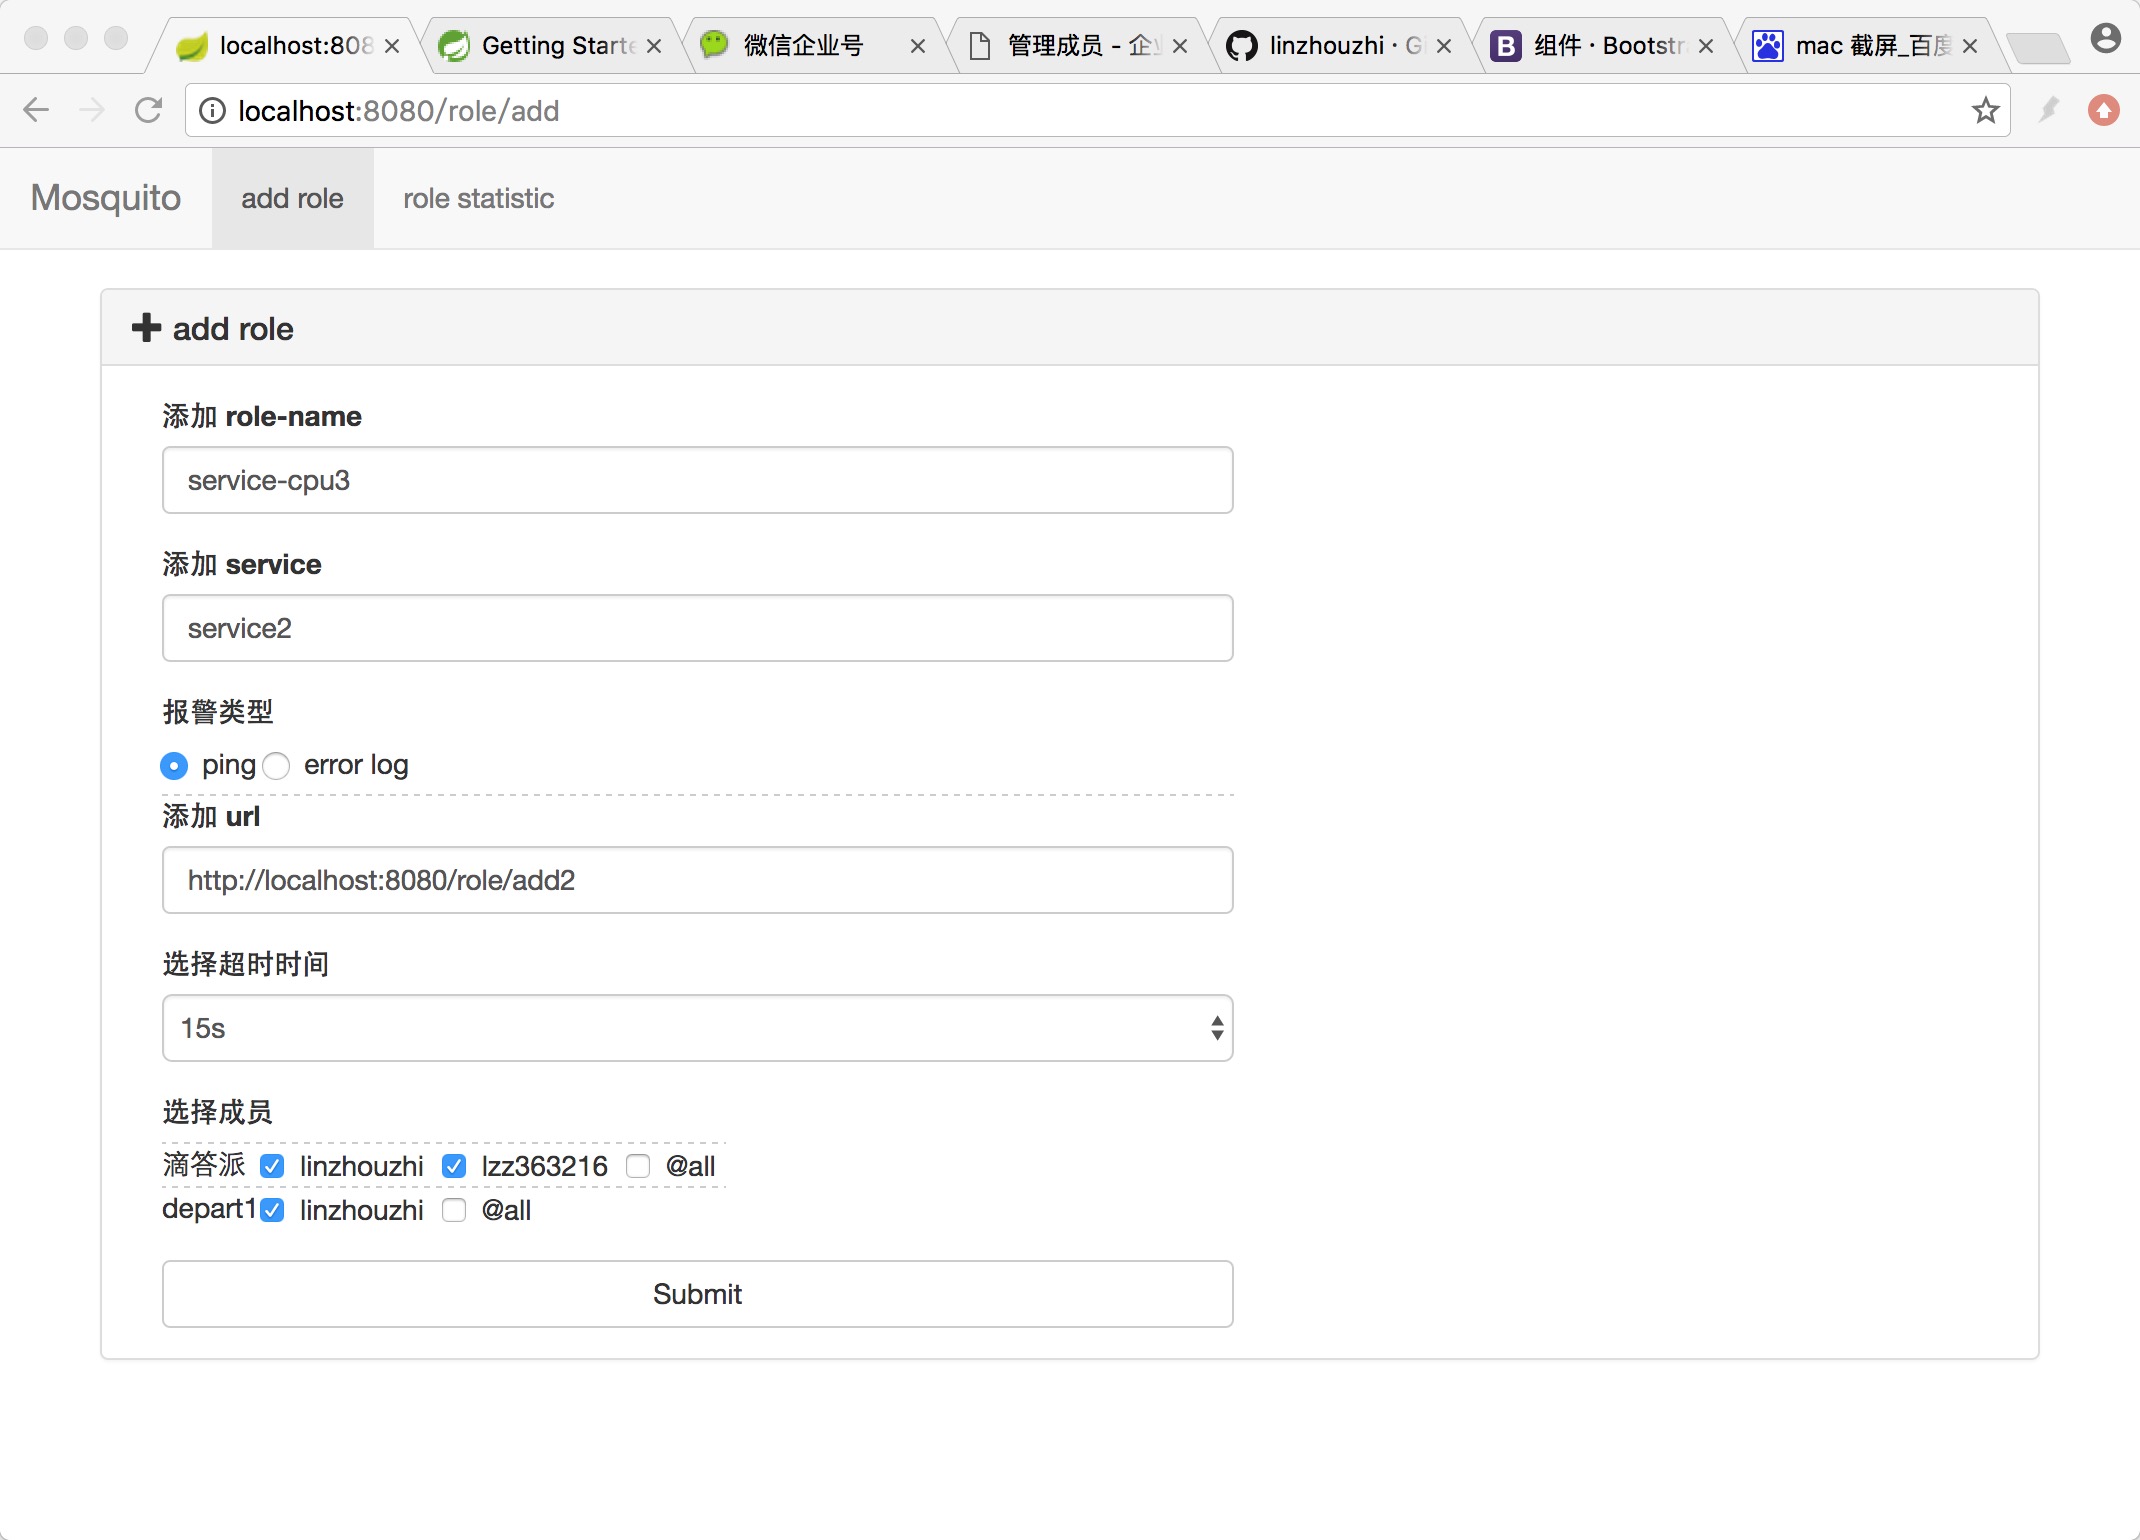 localhost:808 Getting Starte 微信企业号 管理成员 - 企 linzhouzhi · G 组件 · Bootstr mac 截屏_百度
localhost:8080/role/add
Mosquito add role role statistic
add role
添加 role-name
service-cpu3
添加 service
service2
报警类型
ping error log
添加 url
http://localhost:8080/role/add2
选择超时时间
15s
选择成员
滴答派 linzhouzhi lzz363216 @all
depart1 linzhouzhi @all
Submit